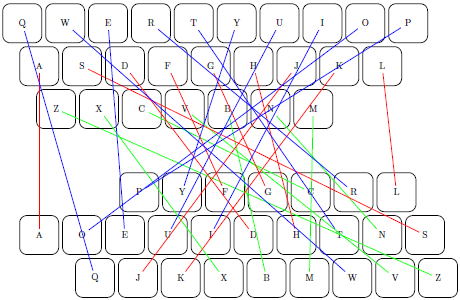 Q W E R T Y U I O P
A S D F G H J K L
Z X C V B N M
P Y F G C R L
A O E U I D H T N S
Q J K X B M W V Z